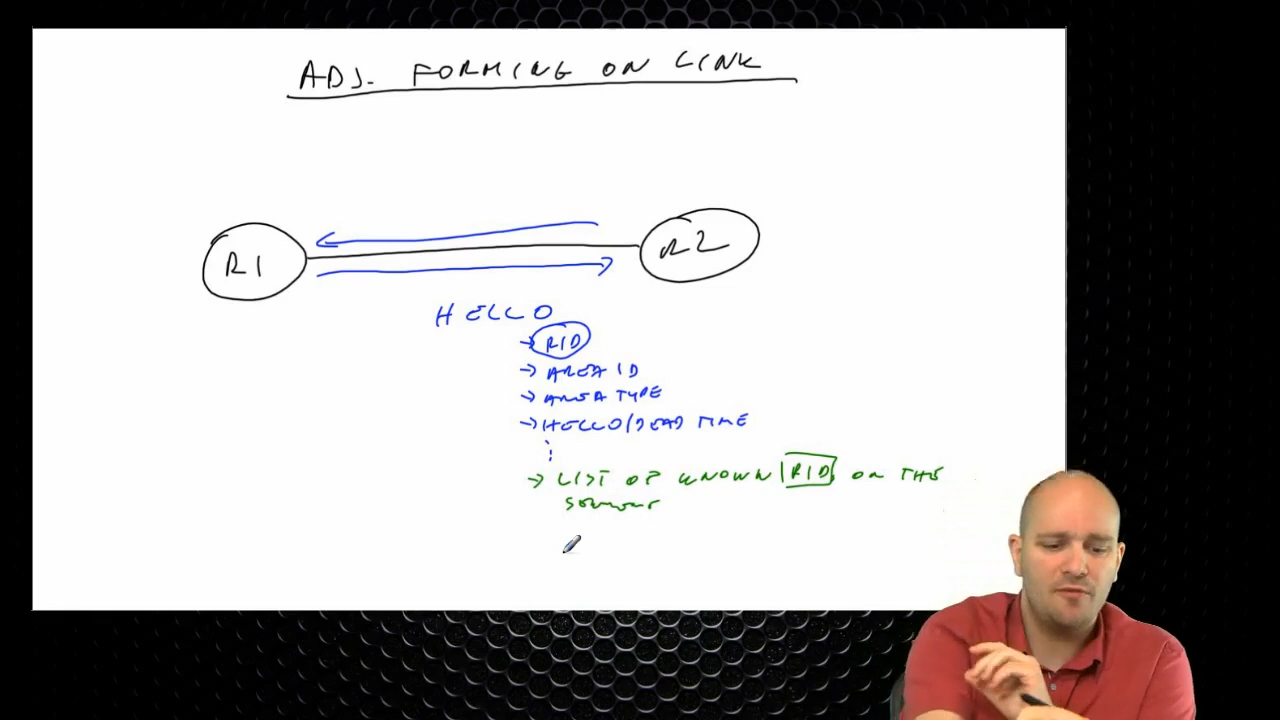 ADJ. FORMING ON LINK
R1
R2
HELLO
→ RID
→ AREA ID
→ AREA TYPE
→ HELLO/DEAD TIME
→ LIST OF KNOWN RID ON THE
SEGMENT